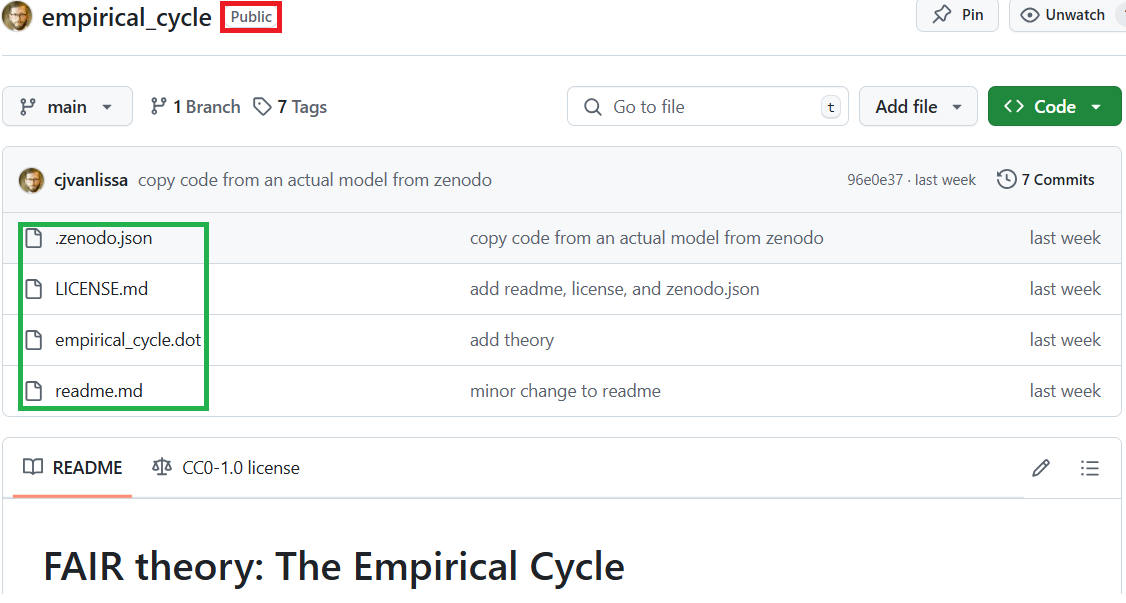 empirical_cycle Public Pin Unwatch
main 1 Branch 7 Tags Go to file t Add file Code
cjvanlissa copy code from an actual model from zenodo 96e0e37 · last week 7 Commits
.zenodo.json copy code from an actual model from zenodo last week
LICENSE.md add readme, license, and zenodo.json last week
empirical_cycle.dot add theory last week
readme.md minor change to readme last week
README CC0-1.0 license
FAIR theory: The Empirical Cycle